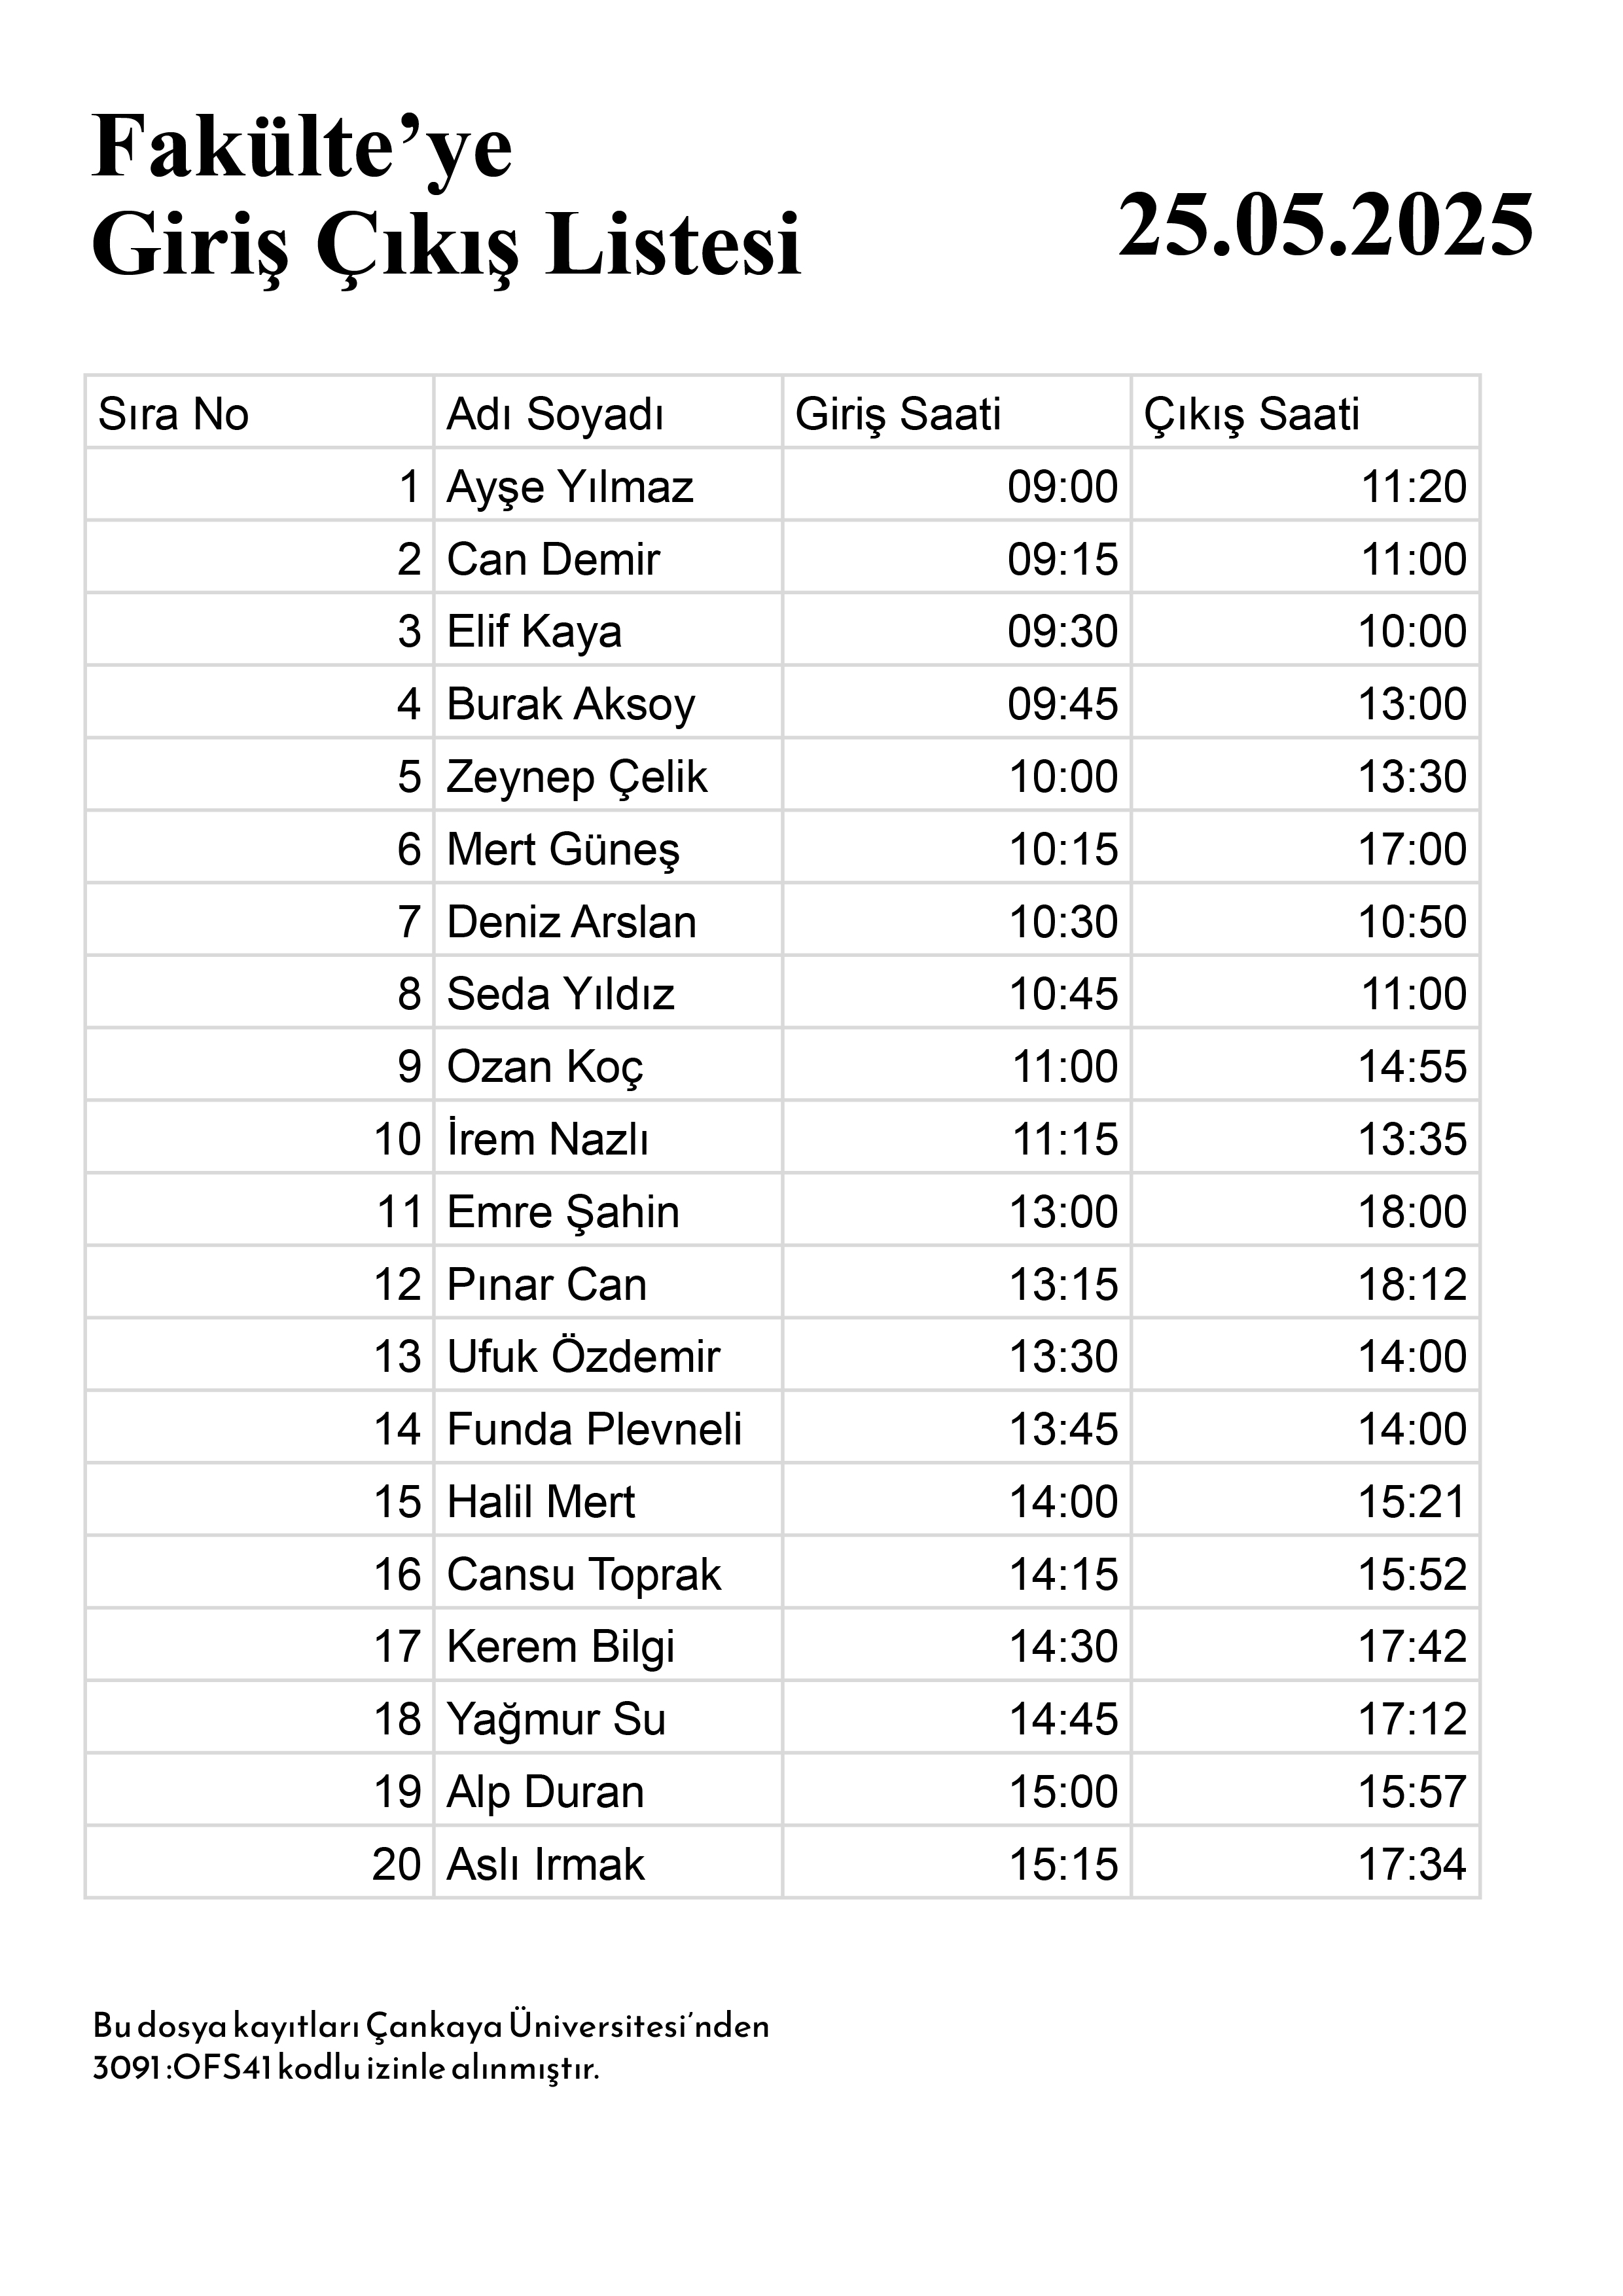 Fakülte’ye
Giriş Çıkış Listesi
25.05.2025
Sıra No Adı Soyadı Giriş Saati Çıkış Saati
1 Ayşe Yılmaz 09:00 11:20
2 Can Demir 09:15 11:00
3 Elif Kaya 09:30 10:00
4 Burak Aksoy 09:45 13:00
5 Zeynep Çelik 10:00 13:30
6 Mert Güneş 10:15 17:00
7 Deniz Arslan 10:30 10:50
8 Seda Yıldız 10:45 11:00
9 Ozan Koç 11:00 14:55
10 İrem Nazlı 11:15 13:35
11 Emre Şahin 13:00 18:00
12 Pınar Can 13:15 18:12
13 Ufuk Özdemir 13:30 14:00
14 Funda Plevneli 13:45 14:00
15 Halil Mert 14:00 15:21
16 Cansu Toprak 14:15 15:52
17 Kerem Bilgi 14:30 17:42
18 Yağmur Su 14:45 17:12
19 Alp Duran 15:00 15:57
20 Aslı Irmak 15:15 17:34
Bu dosya kayıtları Çankaya Üniversitesi’nden
3091 :OFS41 kodlu izinle alınmıştır.